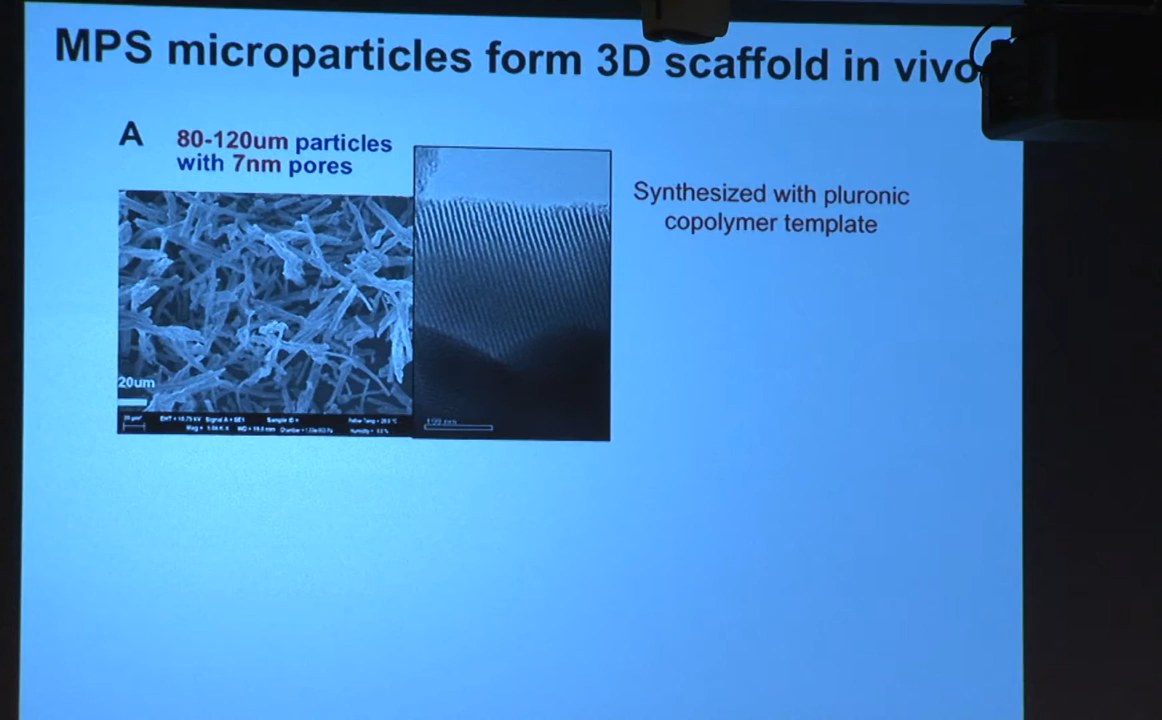 MPS microparticles form 3D scaffold in vivo
A
80-120um particles
with 7nm pores
Synthesized with pluronic
copolymer template
20um